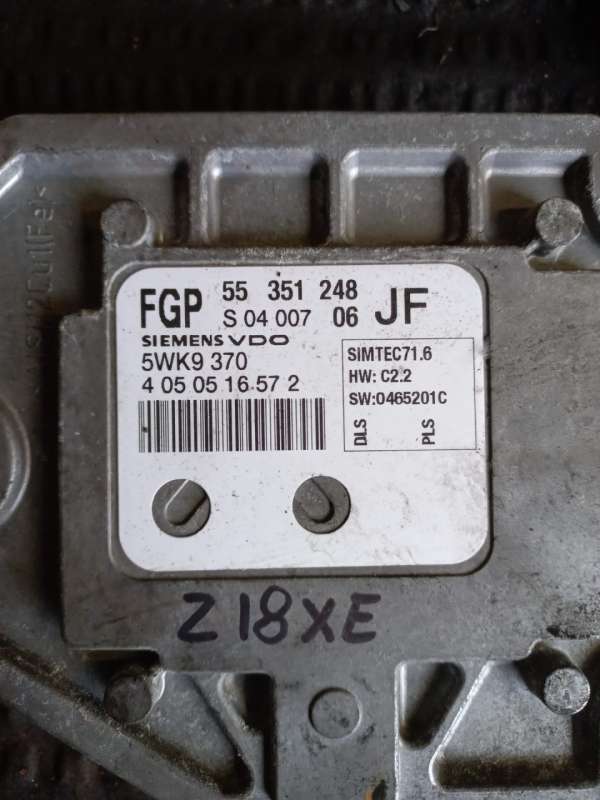 FGP 55 351 248 JF
S 04 007 06
SIEMENS VDO
5WK9 370
4 05 05 16 57 2
SIMTEC71.6
HW: C2.2
SW:0465201C
DLS PLS
Z18XE